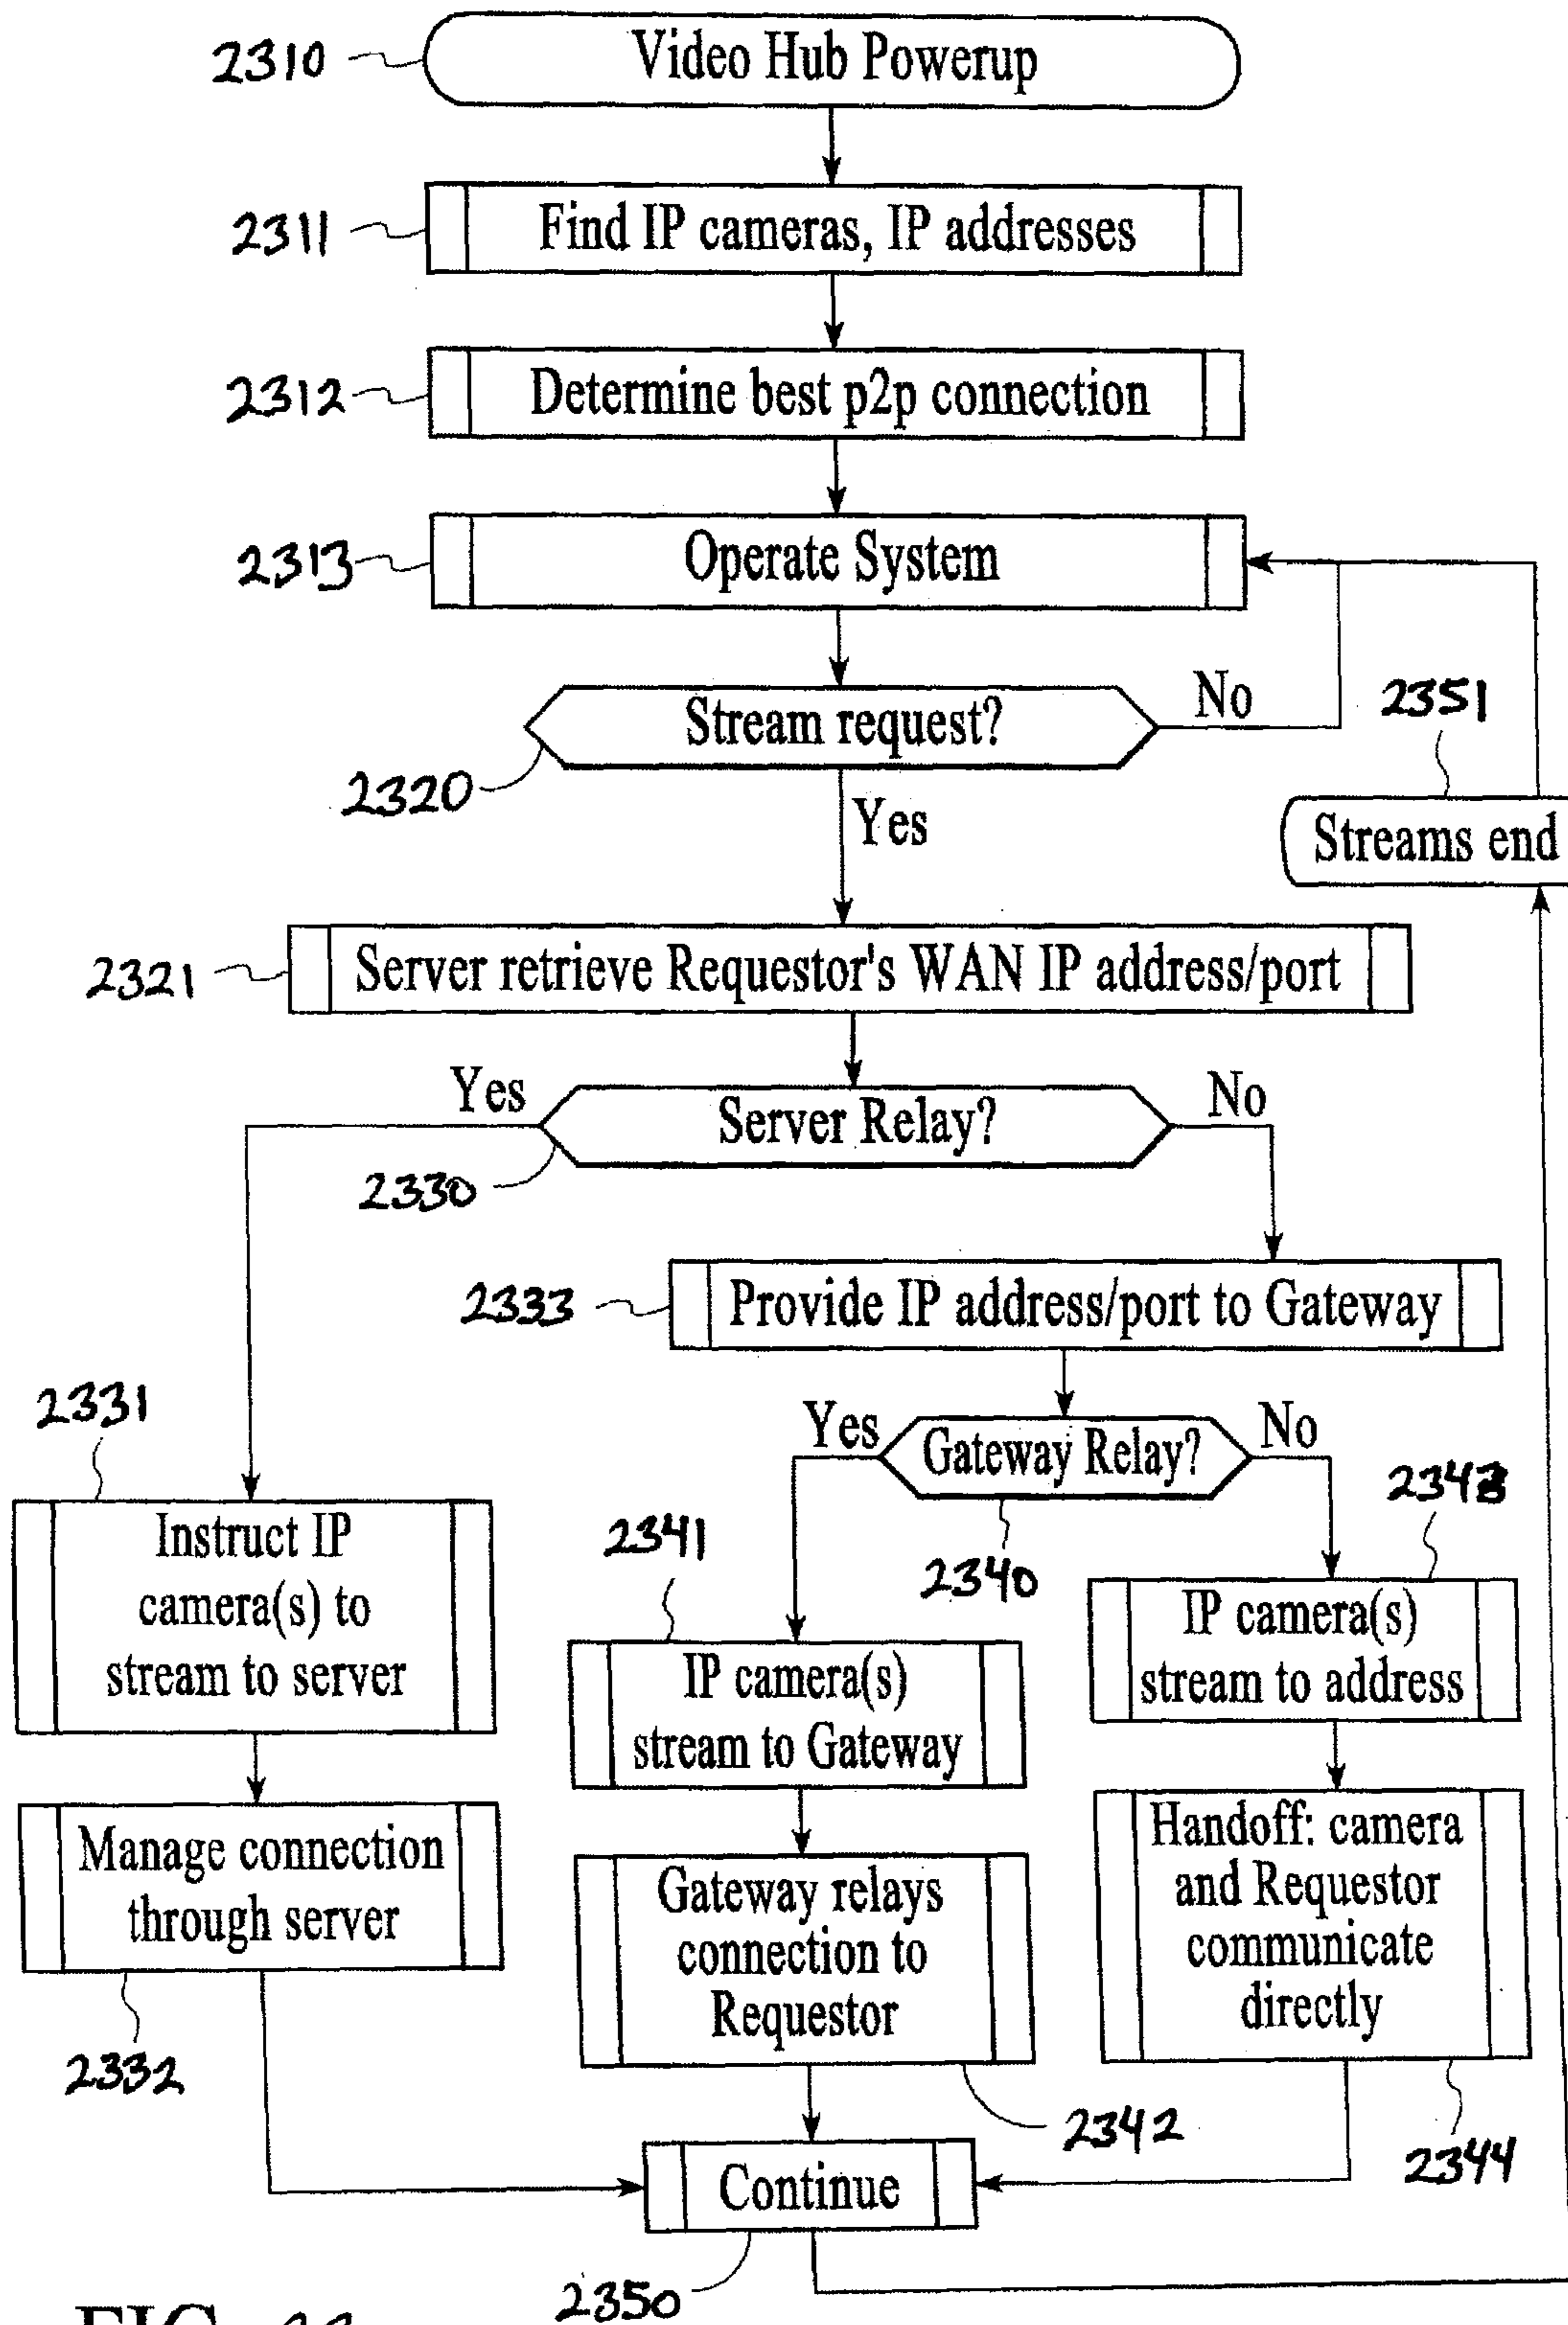 2310
Video Hub Powerup
2311
Find IP cameras, IP addresses
2312
Determine best p2p connection
2313
Operate System
Stream request?
No
2320
Yes
2351
Streams end
2321
Server retrieve Requestor's WAN IP address/port
Yes
Server Relay?
No
2330
2333
Provide IP address/port to Gateway
2331
Yes
Gateway Relay?
No
2343
2341
2340
Instruct IP
camera(s) to
stream to server
IP camera(s)
stream to Gateway
IP camera(s)
stream to address
Manage connection
through server
2332
Gateway relays
connection to
Requestor
2342
Handoff: camera
and Requestor
communicate
directly
2344
Continue
2350